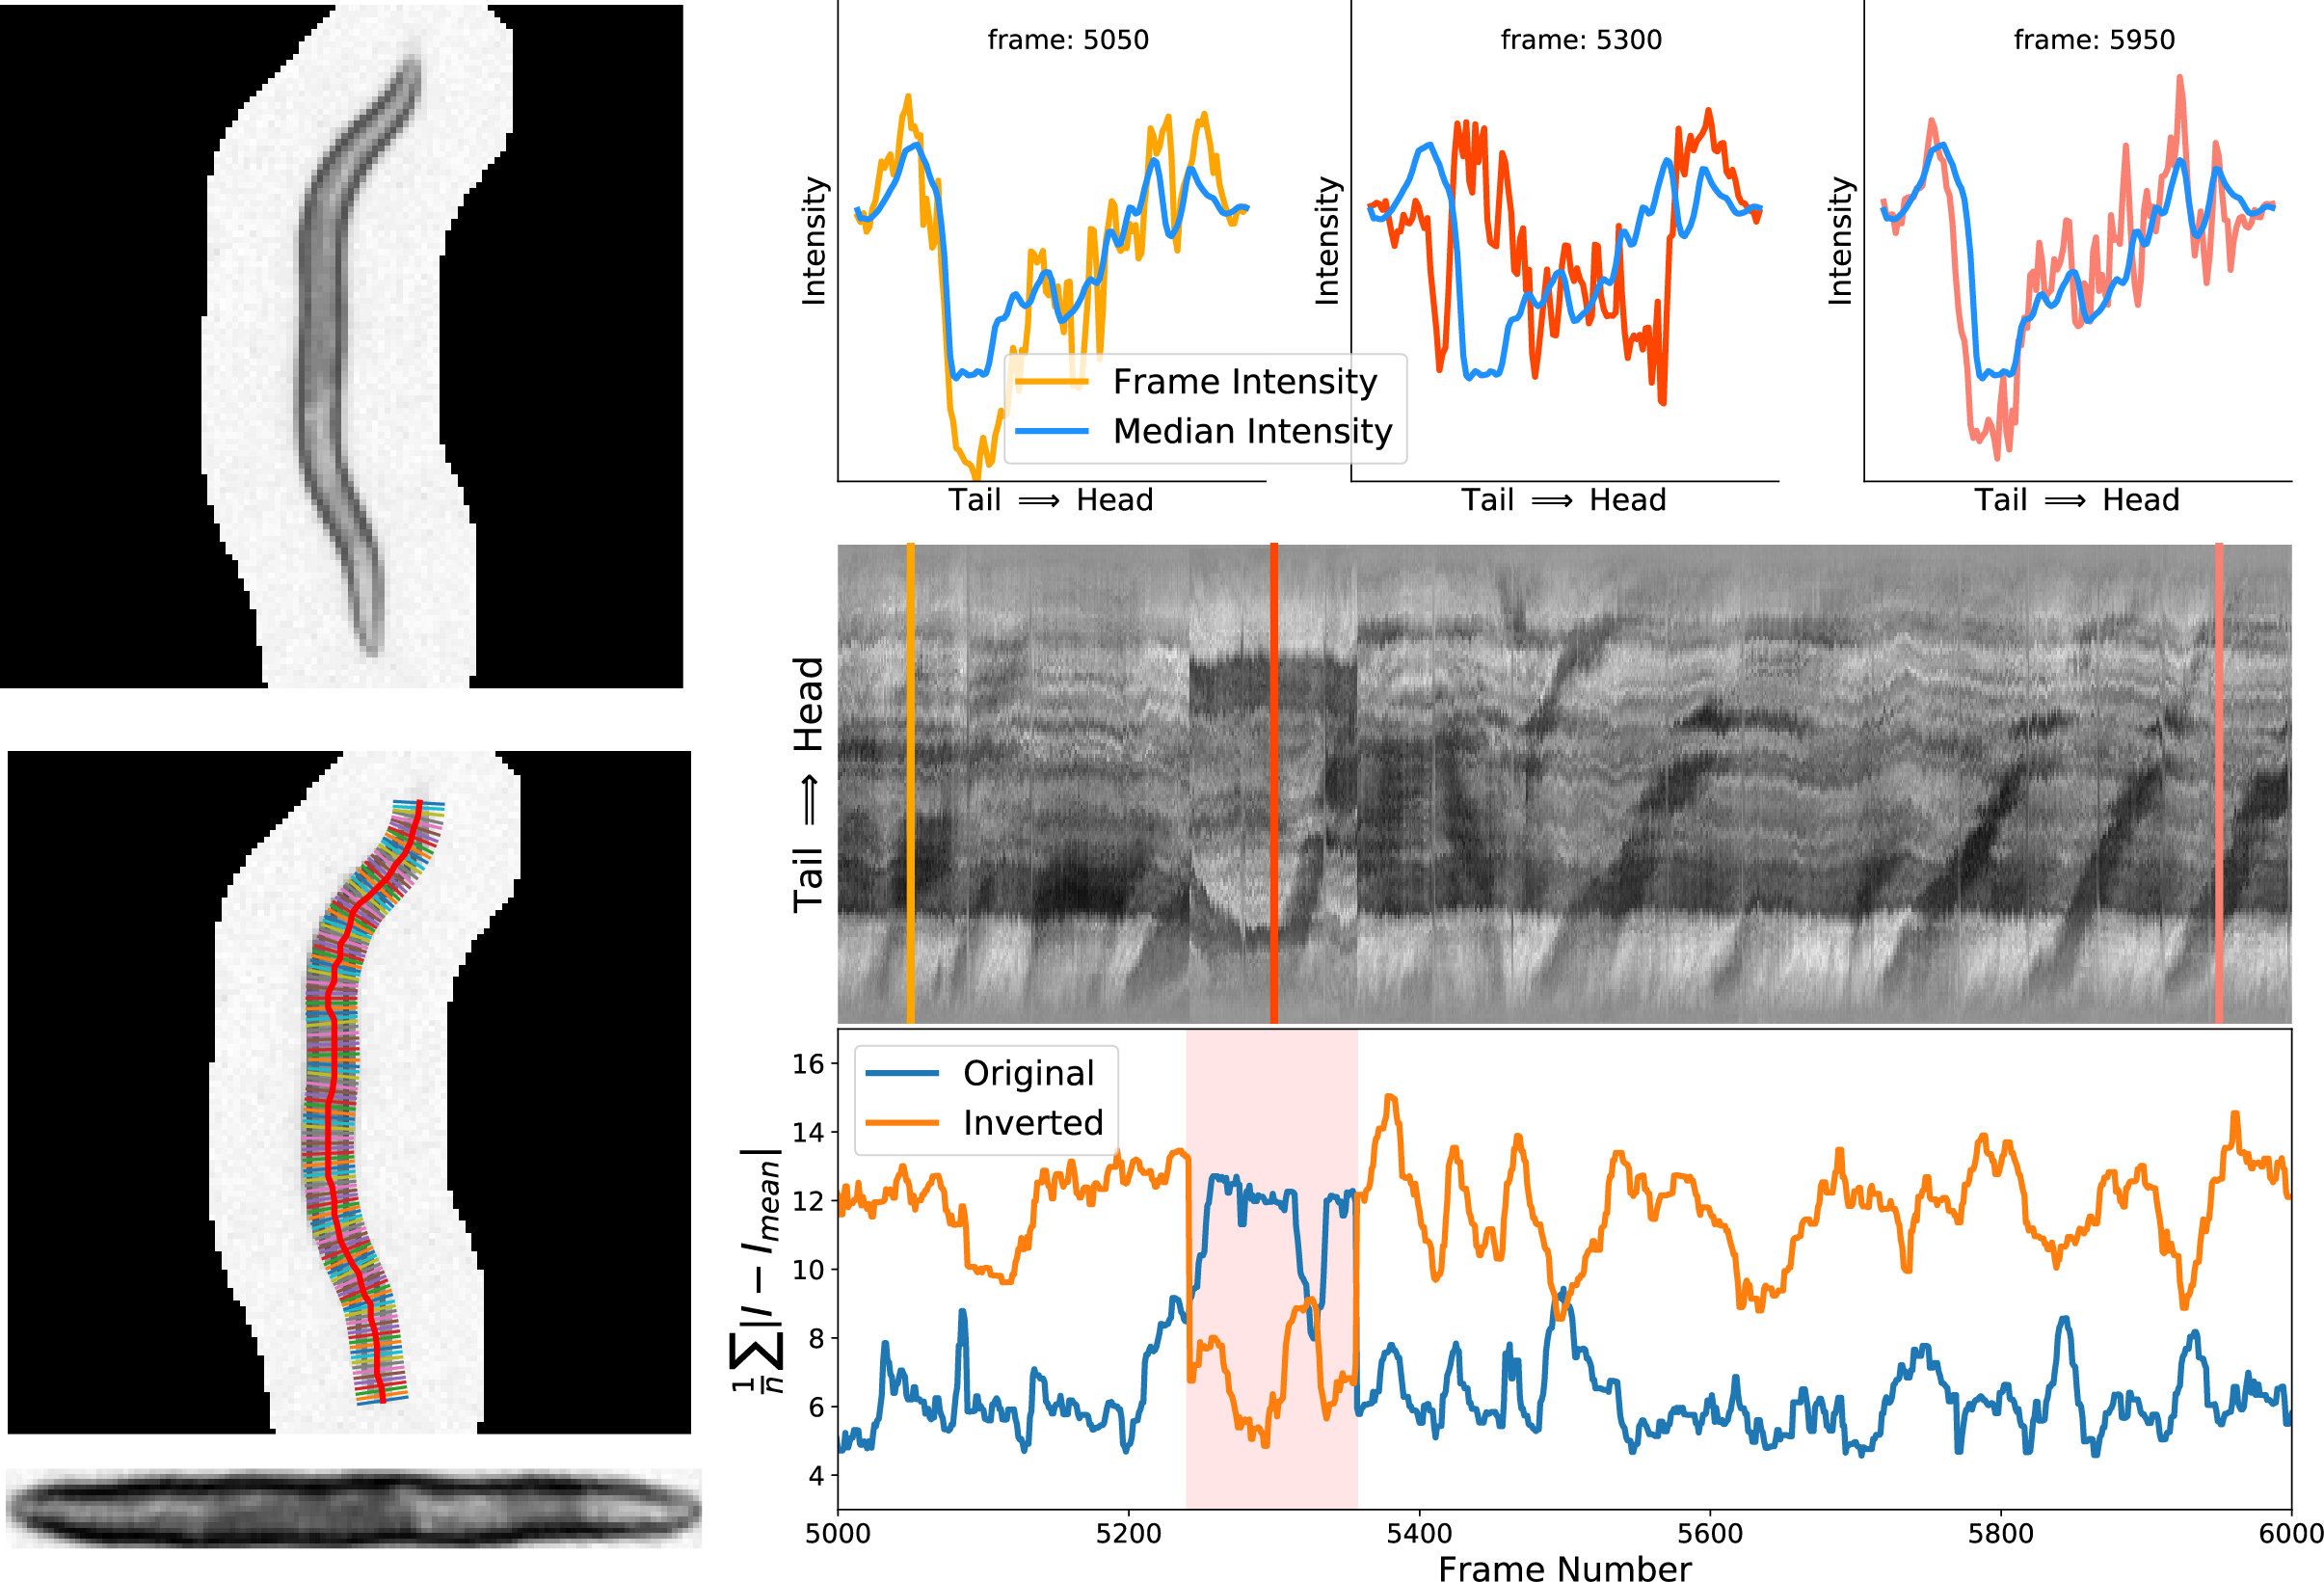 frame: 5050
frame: 5300
frame: 5950
Intensity
Intensity
Intensity
Frame Intensity
Median Intensity
Tail ⟹ Head
Tail ⟹ Head
Tail ⟹ Head
Tail ⟹ Head
Original
Inverted
16
14
12
10
8
6
4
1/n ∑|I − I_mean|
5000
5200
5400
5600
5800
6000
Frame Number